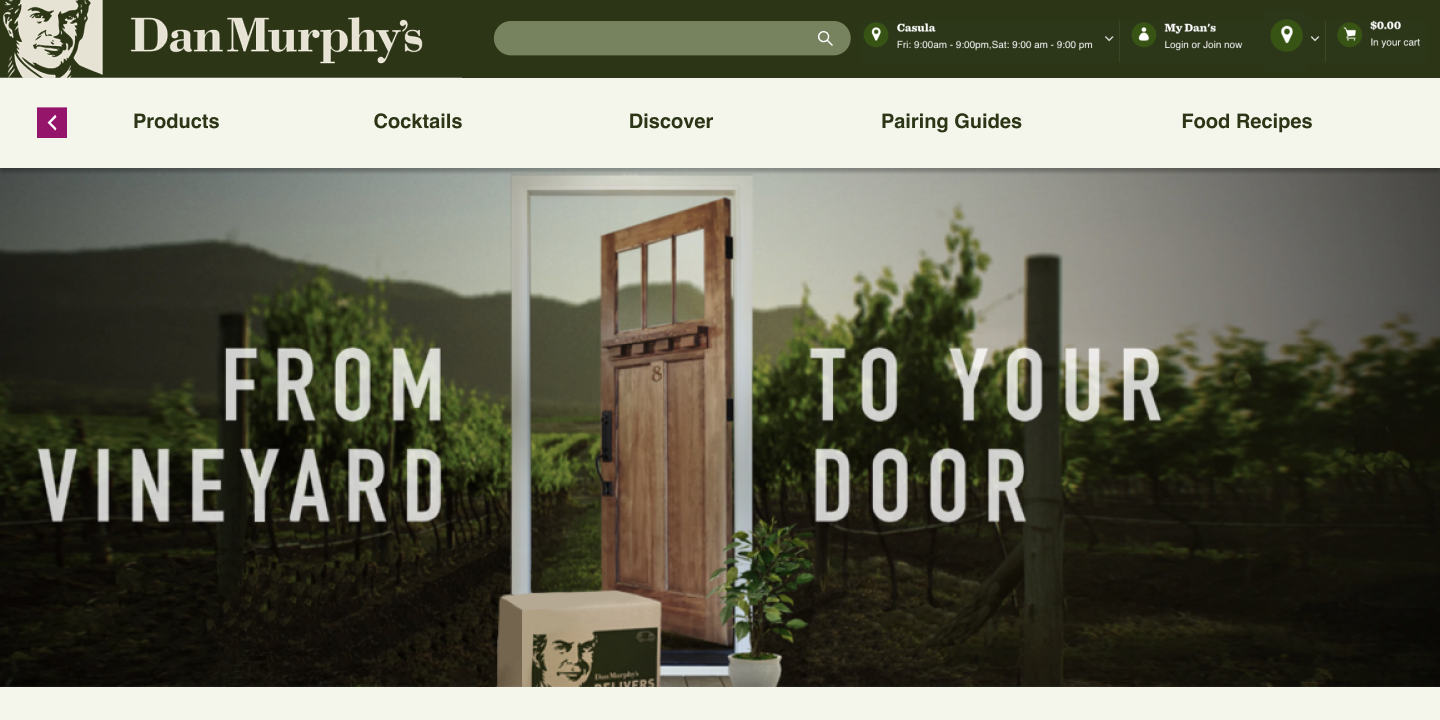 Dan Murphy's
Casula
Fri: 9:00am - 9:00pm,Sat: 9:00 am - 9:00 pm
My Dan's
Login or Join now
$0.00
In your cart
Products
Cocktails
Discover
Pairing Guides
Food Recipes
FROM
VINEYARD
TO YOUR
DOOR
8
Dan Murphy's
DELIVERS